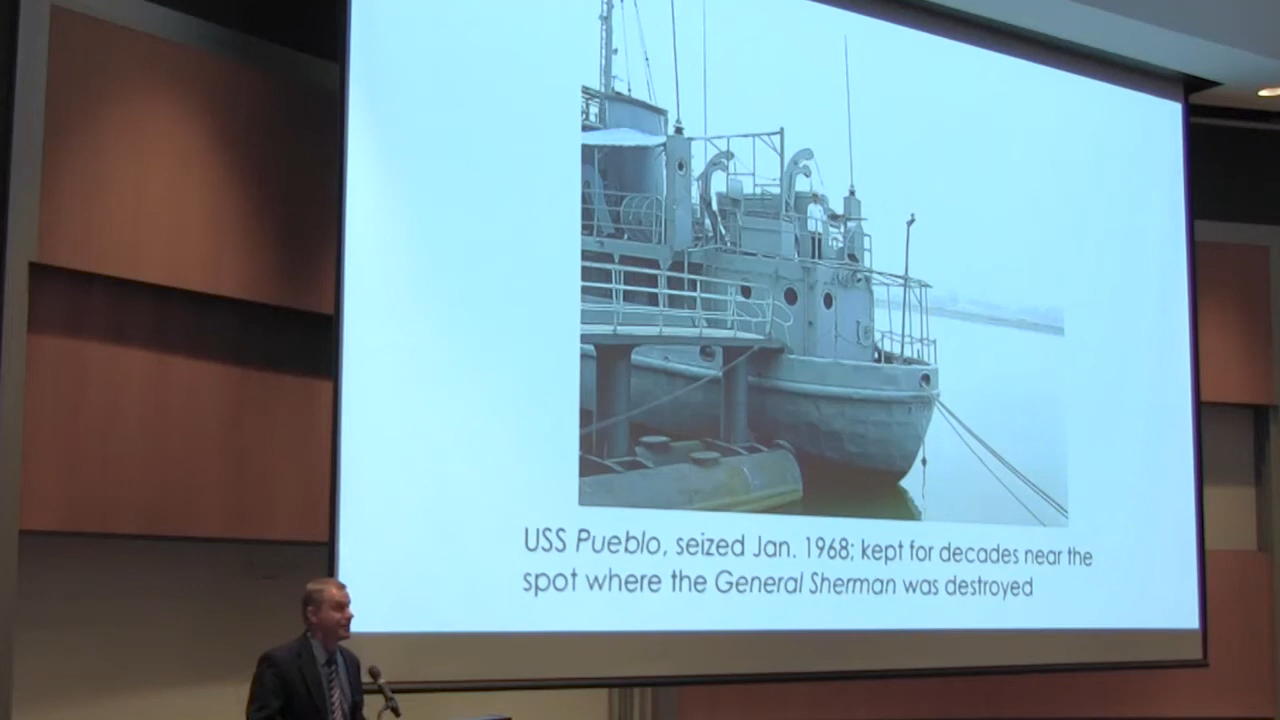 USS Pueblo, seized Jan. 1968; kept for decades near the
spot where the General Sherman was destroyed